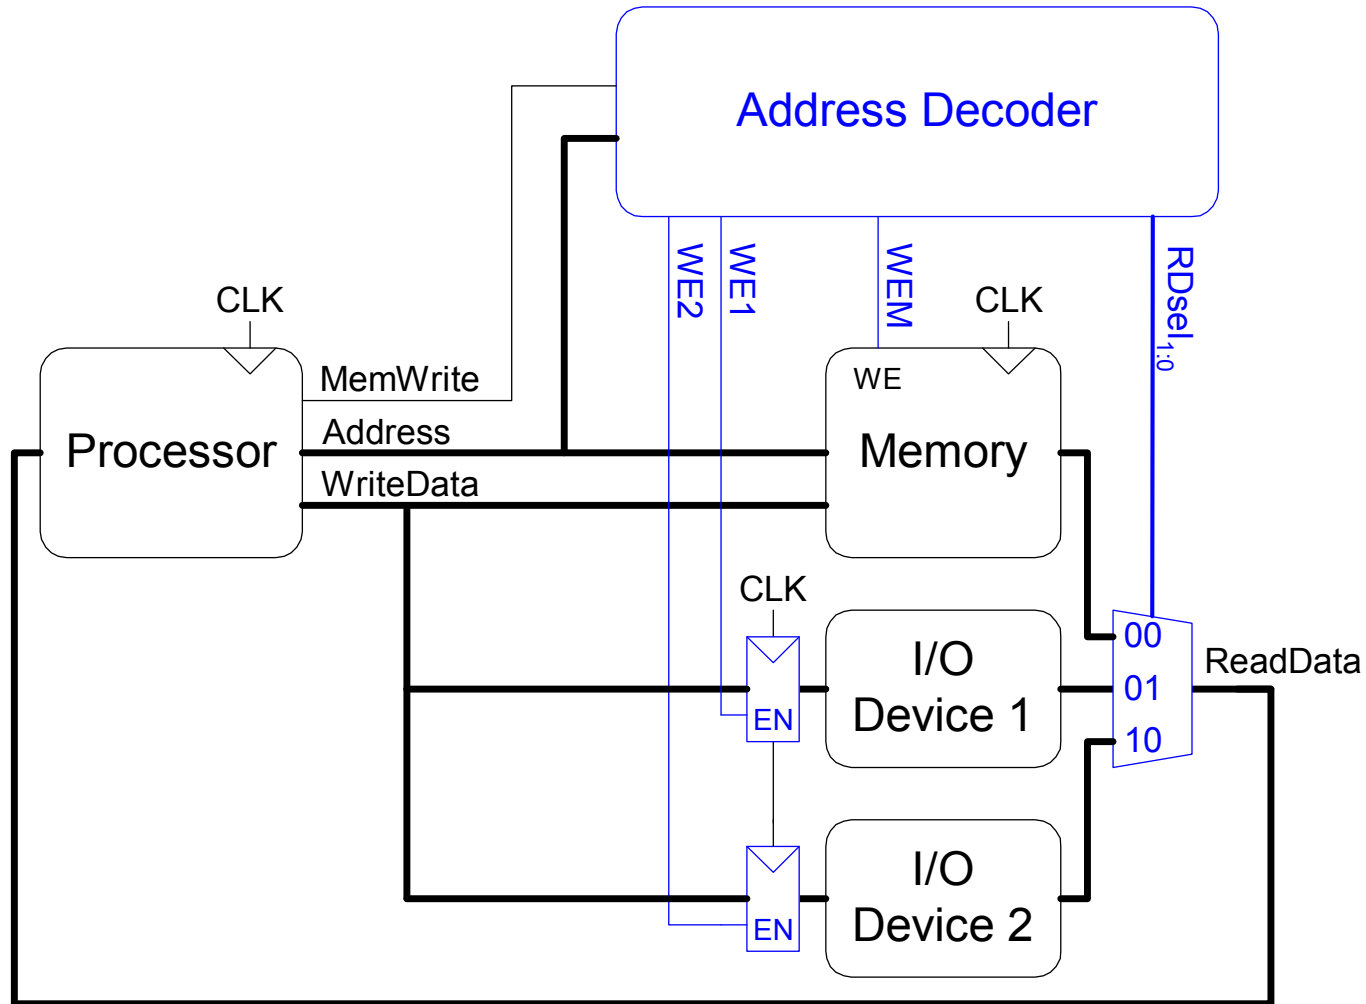 Address Decoder
WE2
WE1
WEM
RDsel1:0
CLK
CLK
MemWrite
WE
Processor
Address
Memory
WriteData
CLK
00
I/O
Device 1
ReadData
01
EN
10
I/O
Device 2
EN